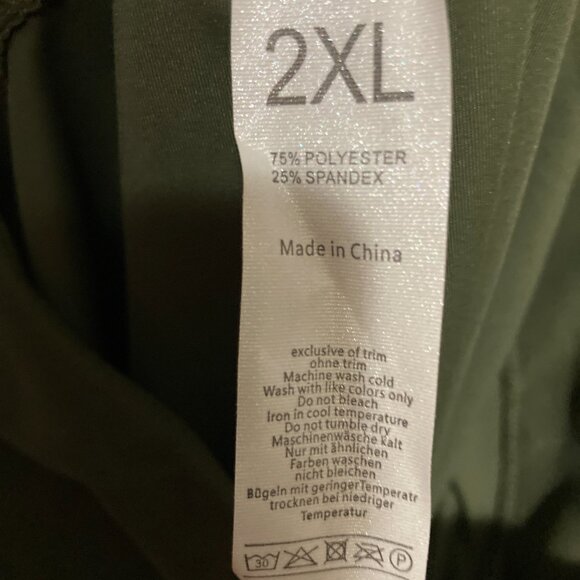 2XL
75% POLYESTER
25% SPANDEX
Made in China
exclusive of trim
ohne trim
Machine wash cold
Wash with like colors only
Do not bleach
Iron in cool temperature
Do not tumble dry
Maschinenwäsche kalt
Nur mit ähnlichen
Farben waschen
nicht bleichen
Bügeln mit geringer Temperatr
trocknen bei niedriger
Temperatur
30 P